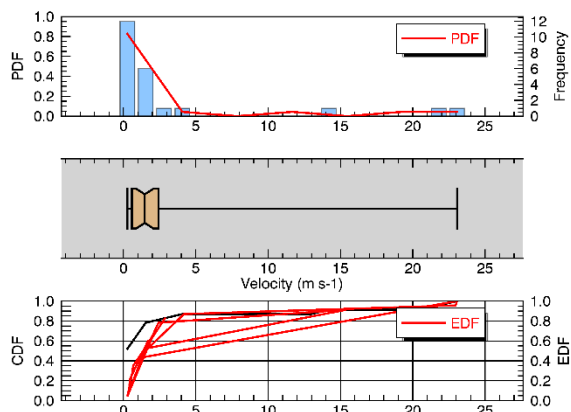 1.0 12
0.8 10
0.6 8
0.4 6
0.2 4
0.0 2
0
PDF
PDF
Frequency
0 5 10 15 20 25
0 5 10 15 20 25
Velocity (m s-1)
1.0 1.0
0.8 0.8
0.6 0.6
0.4 0.4
0.2 0.2
0.0 0.0
CDF
EDF
EDF
0 5 10 15 20 25